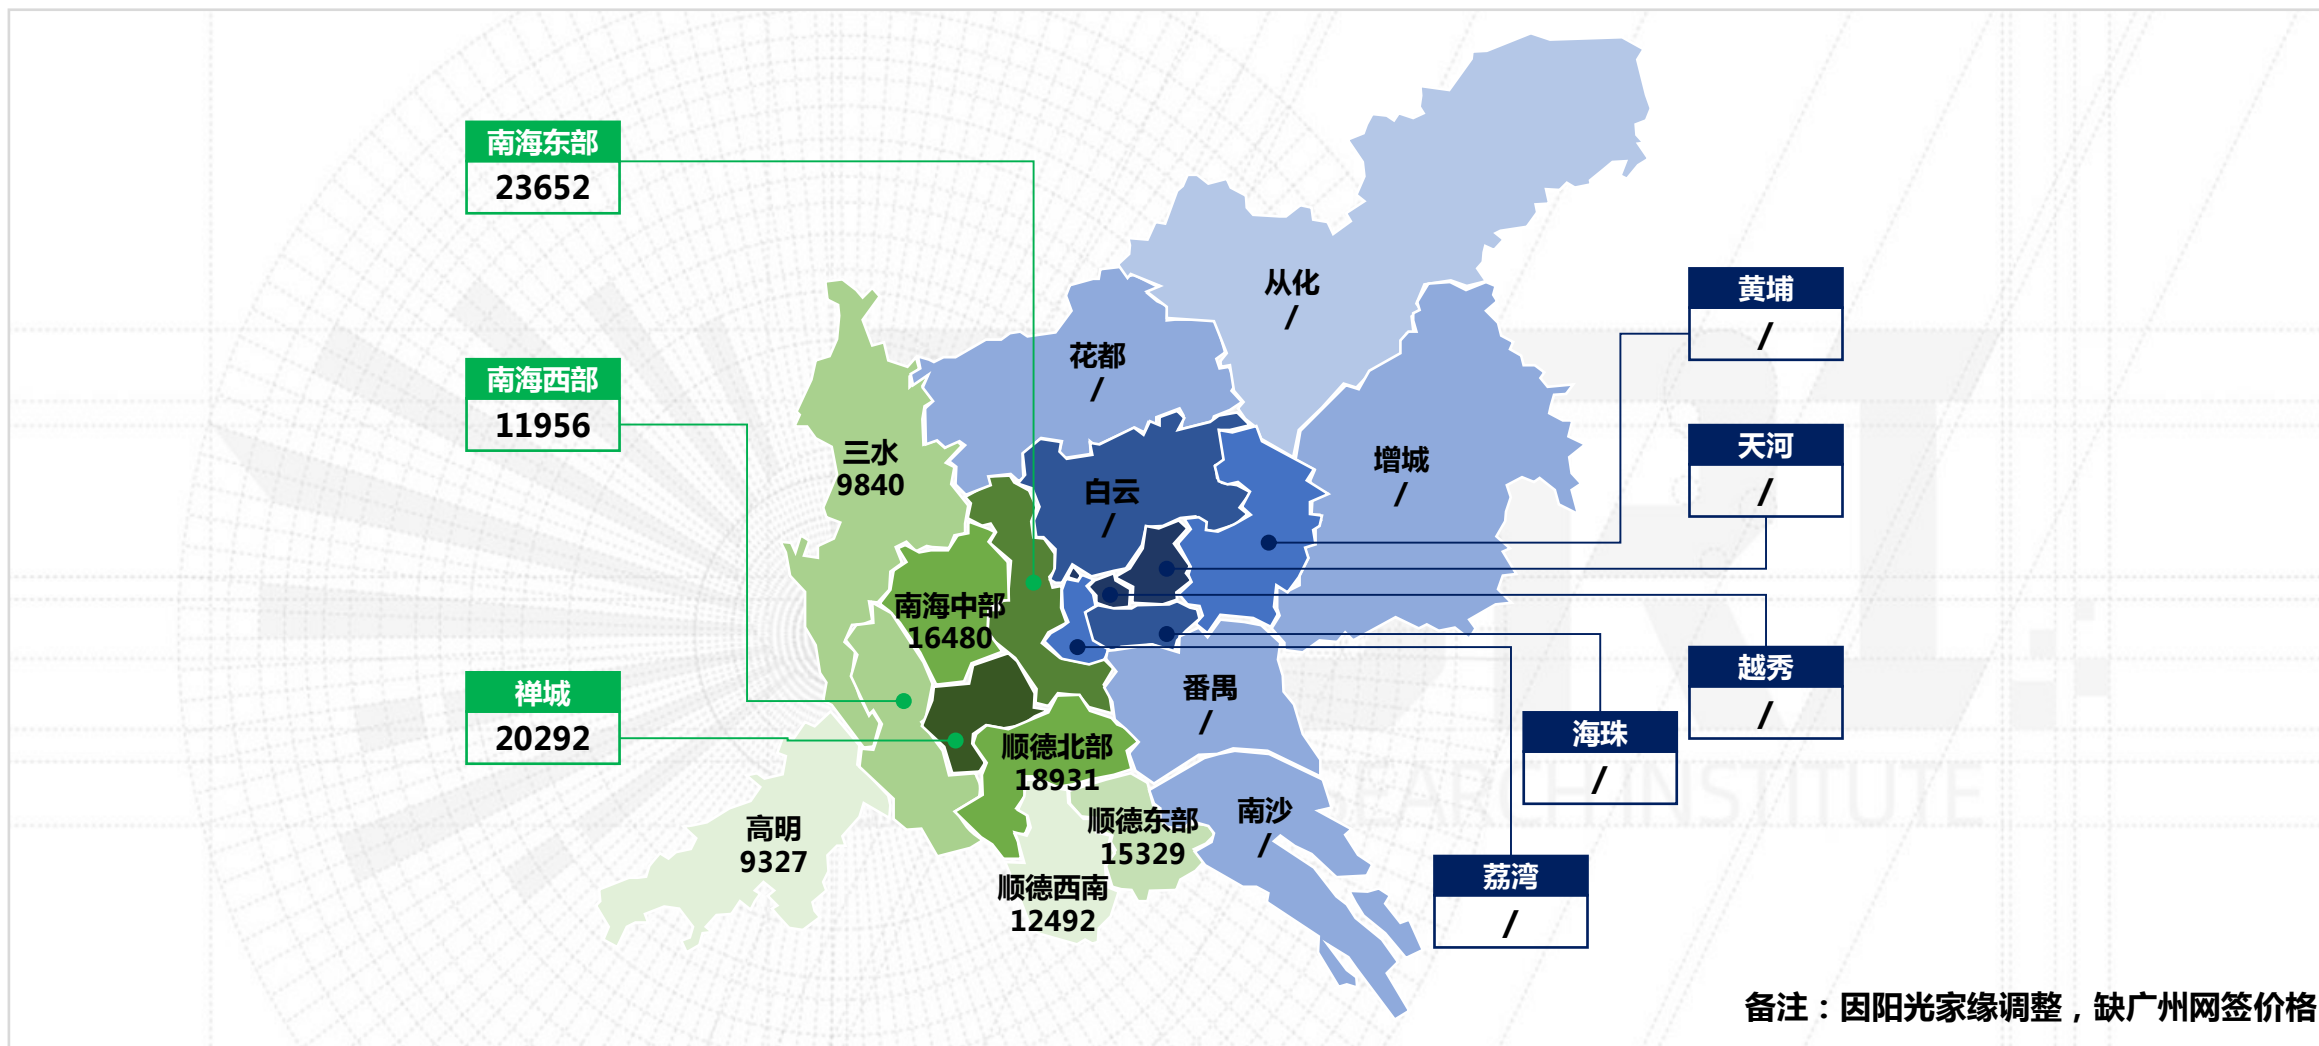 南海东部
23652
南海西部
11956
禅城
20292
从化
/
花都
/
三水
9840
白云
/
增城
/
南海中部
16480
番禺
/
顺德北部
18931
南沙
/
顺德东部
15329
高明
9327
顺德西南
12492
黄埔
/
天河
/
越秀
/
海珠
/
荔湾
/
SEARCH INSTITUTE
备注：因阳光家缘调整，缺广州网签价格